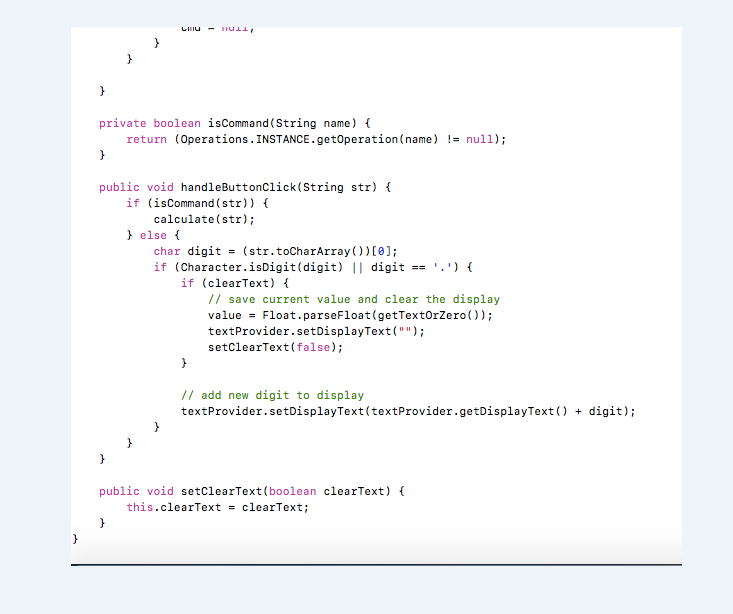 cmd = null;
}
}
}
private boolean isCommand(String name) {
return (Operations.INSTANCE.getOperation(name) != null);
}
public void handleButtonClick(String str) {
if (isCommand(str)) {
calculate(str);
} else {
char digit = (str.toCharArray())[0];
if (Character.isDigit(digit) || digit == '.') {
if (clearText) {
// save current value and clear the display
value = Float.parseFloat(getTextOrZero());
textProvider.setDisplayText("");
setClearText(false);
}
// add new digit to display
textProvider.setDisplayText(textProvider.getDisplayText() + digit);
}
}
}
public void setClearText(boolean clearText) {
this.clearText = clearText;
}
}